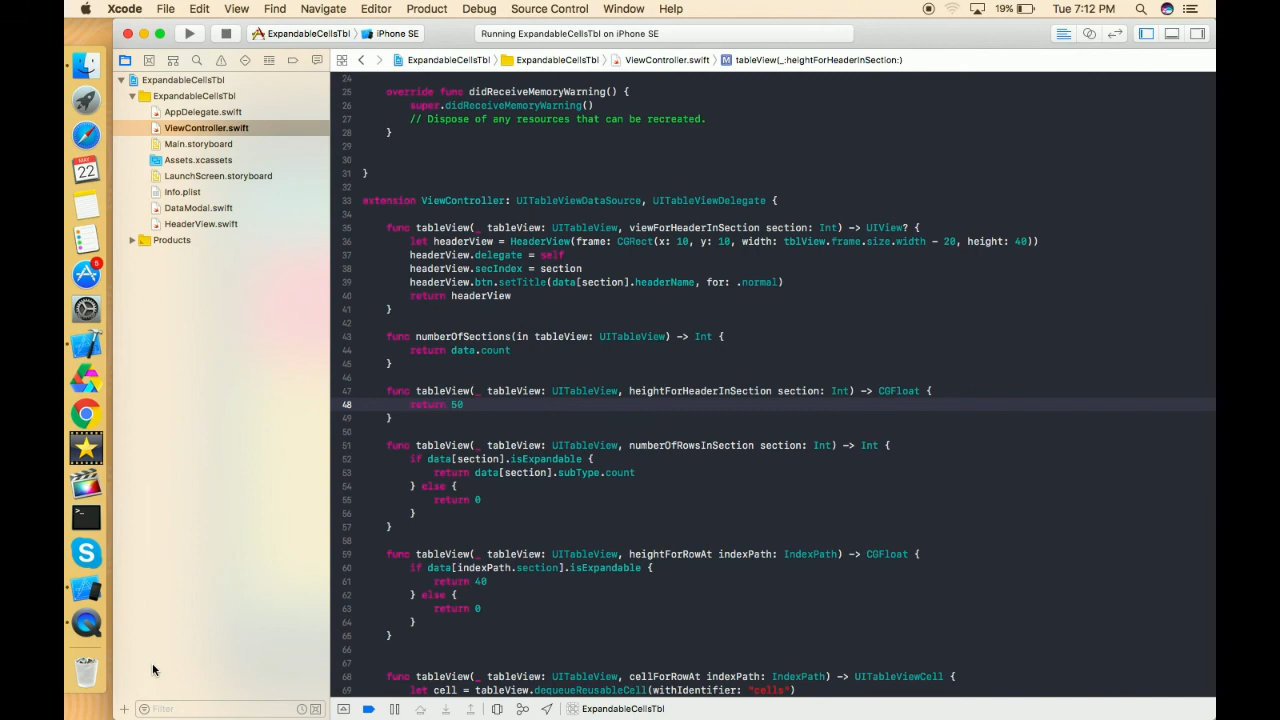 Xcode File Edit View Find Navigate Editor Product Debug Source Control Window Help 19% Tue 7:12 PM
ExpandableCellsTbl iPhone SE Running ExpandableCellsTbl on iPhone SE
ExpandableCellsTbl ExpandableCellsTbl ViewController.swift M tableView(_:heightForHeaderInSection:)
ExpandableCellsTbl
ExpandableCellsTbl
AppDelegate.swift
ViewController.swift
Main.storyboard
Assets.xcassets
LaunchScreen.storyboard
Info.plist
DataModal.swift
HeaderView.swift
Products
MAY
22
5
24
25 override func didReceiveMemoryWarning() {
26 super.didReceiveMemoryWarning()
27 // Dispose of any resources that can be recreated.
28 }
29
30
31 }
32
33 extension ViewController: UITableViewDataSource, UITableViewDelegate {
34
35 func tableView(_ tableView: UITableView, viewForHeaderInSection section: Int) -> UIView? {
36 let headerView = HeaderView(frame: CGRect(x: 10, y: 10, width: tblView.frame.size.width - 20, height: 40))
37 headerView.delegate = self
38 headerView.secIndex = section
39 headerView.btn.setTitle(data[section].headerName, for: .normal)
40 return headerView
41 }
42
43 func numberOfSections(in tableView: UITableView) -> Int {
44 return data.count
45 }
46
47 func tableView(_ tableView: UITableView, heightForHeaderInSection section: Int) -> CGFloat {
48 return 50
49 }
50
51 func tableView(_ tableView: UITableView, numberOfRowsInSection section: Int) -> Int {
52 if data[section].isExpandable {
53 return data[section].subType.count
54 } else {
55 return 0
56 }
57 }
58
59 func tableView(_ tableView: UITableView, heightForRowAt indexPath: IndexPath) -> CGFloat {
60 if data[indexPath.section].isExpandable {
61 return 40
62 } else {
63 return 0
64 }
65 }
66
67
68 func tableView(_ tableView: UITableView, cellForRowAt indexPath: IndexPath) -> UITableViewCell {
69 let cell = tableView.dequeueReusableCell(withIdentifier: "cells")
Filter
ExpandableCellsTbl